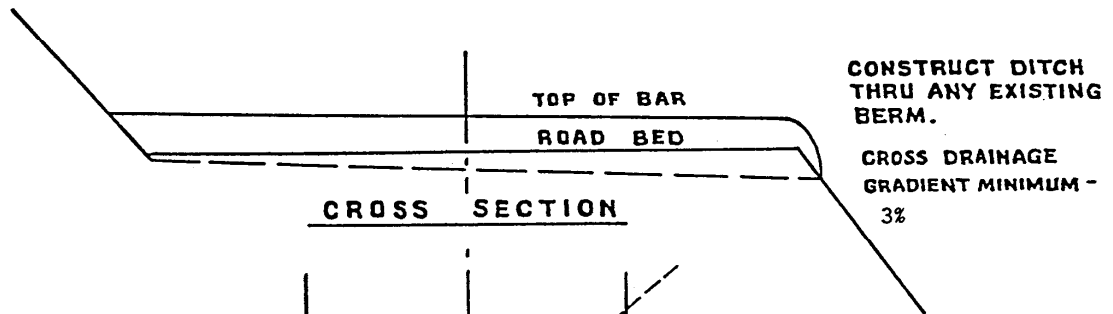 TOP OF BAR
ROAD BED
CROSS SECTION
CONSTRUCT DITCH
THRU ANY EXISTING
BERM.
CROSS DRAINAGE
GRADIENT MINIMUM -
3%